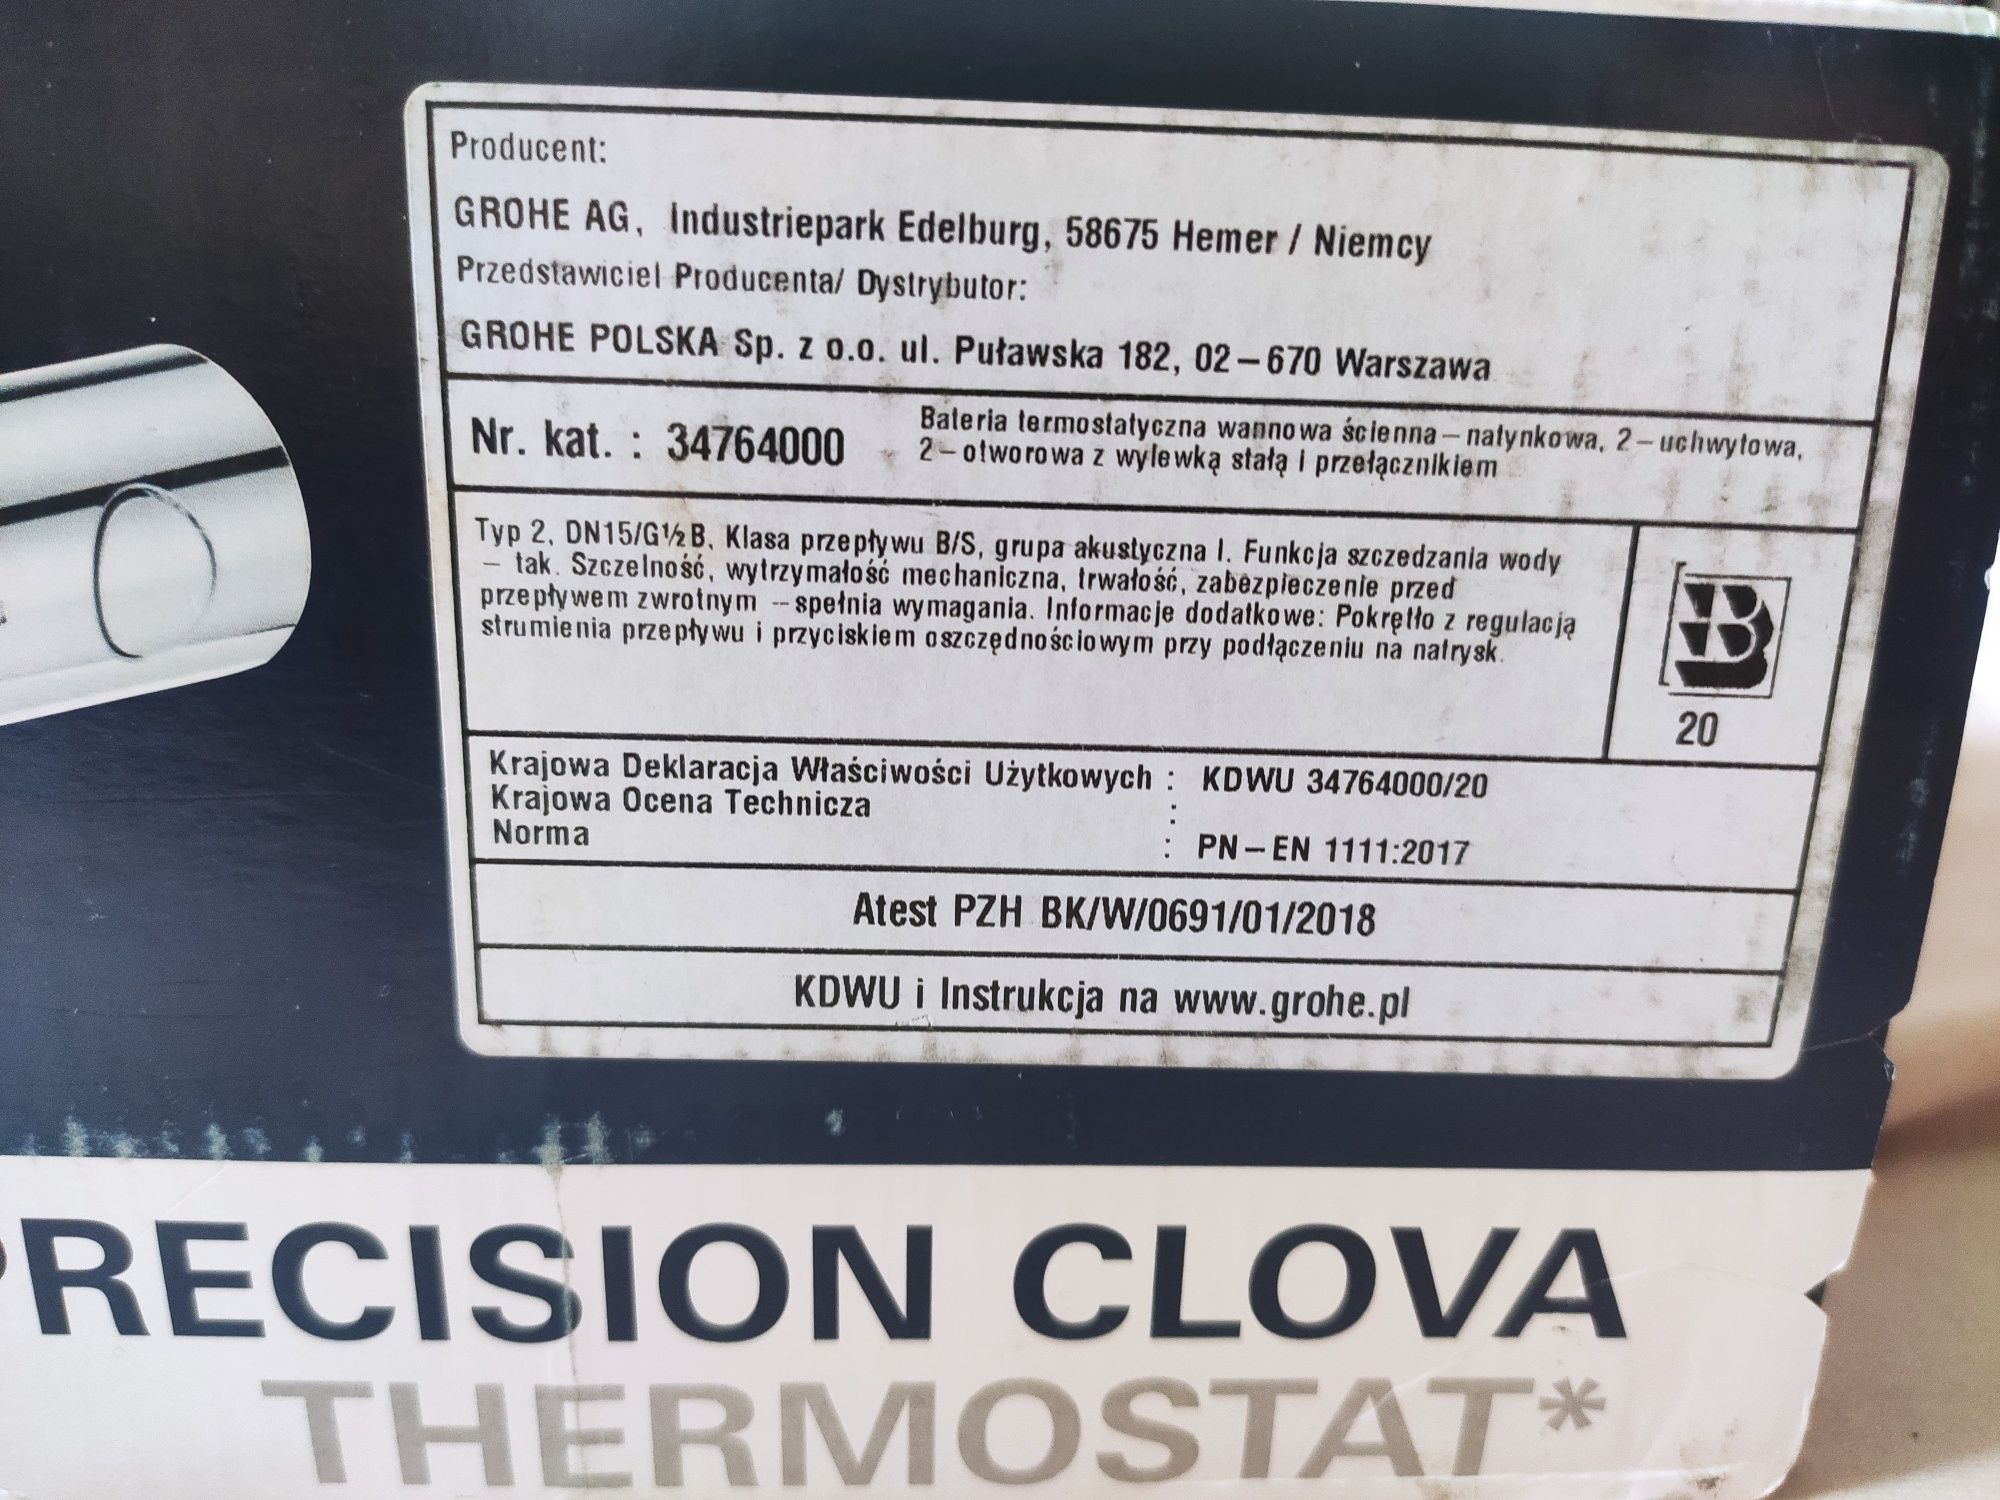 Producent:
GROHE AG, Industriepark Edelburg, 58675 Hemer / Niemcy
Przedstawiciel Producenta/ Dystrybutor:
GROHE POLSKA Sp. z o.o. ul. Puławska 182, 02–670 Warszawa
Nr. kat. : 34764000
Bateria termostatyczna wannowa ścienna – natynkowa, 2 – uchwytowa,
2 – otworowa z wylewką stałą i przełącznikiem
Typ 2, DN15/G½B, Klasa przepływu B/S, grupa akustyczna I. Funkcja szczedzania wody
– tak. Szczelność, wytrzymałość mechaniczna, trwałość, zabezpieczenie przed
przepływem zwrotnym –- spełnia wymagania. Informacje dodatkowe: Pokrętło z regulacją
strumienia przepływu i przyciskiem oszczędnościowym przy podłączeniu na natrysk.
B
20
Krajowa Deklaracja Właściwości Użytkowych : KDWU 34764000/20
Krajowa Ocena Technicza :
Norma : PN – EN 1111:2017
Atest PZH BK/W/0691/01/2018
KDWU i Instrukcja na www.grohe.pl
PRECISION CLOVA
THERMOSTAT*